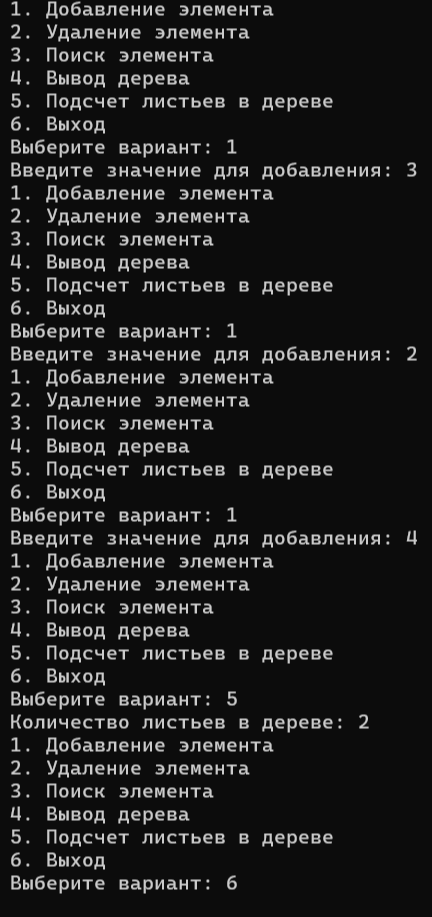 1. Добавление элемента
2. Удаление элемента
3. Поиск элемента
4. Вывод дерева
5. Подсчет листьев в дереве
6. Выход
Выберите вариант: 1
Введите значение для добавления: 3
1. Добавление элемента
2. Удаление элемента
3. Поиск элемента
4. Вывод дерева
5. Подсчет листьев в дереве
6. Выход
Выберите вариант: 1
Введите значение для добавления: 2
1. Добавление элемента
2. Удаление элемента
3. Поиск элемента
4. Вывод дерева
5. Подсчет листьев в дереве
6. Выход
Выберите вариант: 1
Введите значение для добавления: 4
1. Добавление элемента
2. Удаление элемента
3. Поиск элемента
4. Вывод дерева
5. Подсчет листьев в дереве
6. Выход
Выберите вариант: 5
Количество листьев в дереве: 2
1. Добавление элемента
2. Удаление элемента
3. Поиск элемента
4. Вывод дерева
5. Подсчет листьев в дереве
6. Выход
Выберите вариант: 6